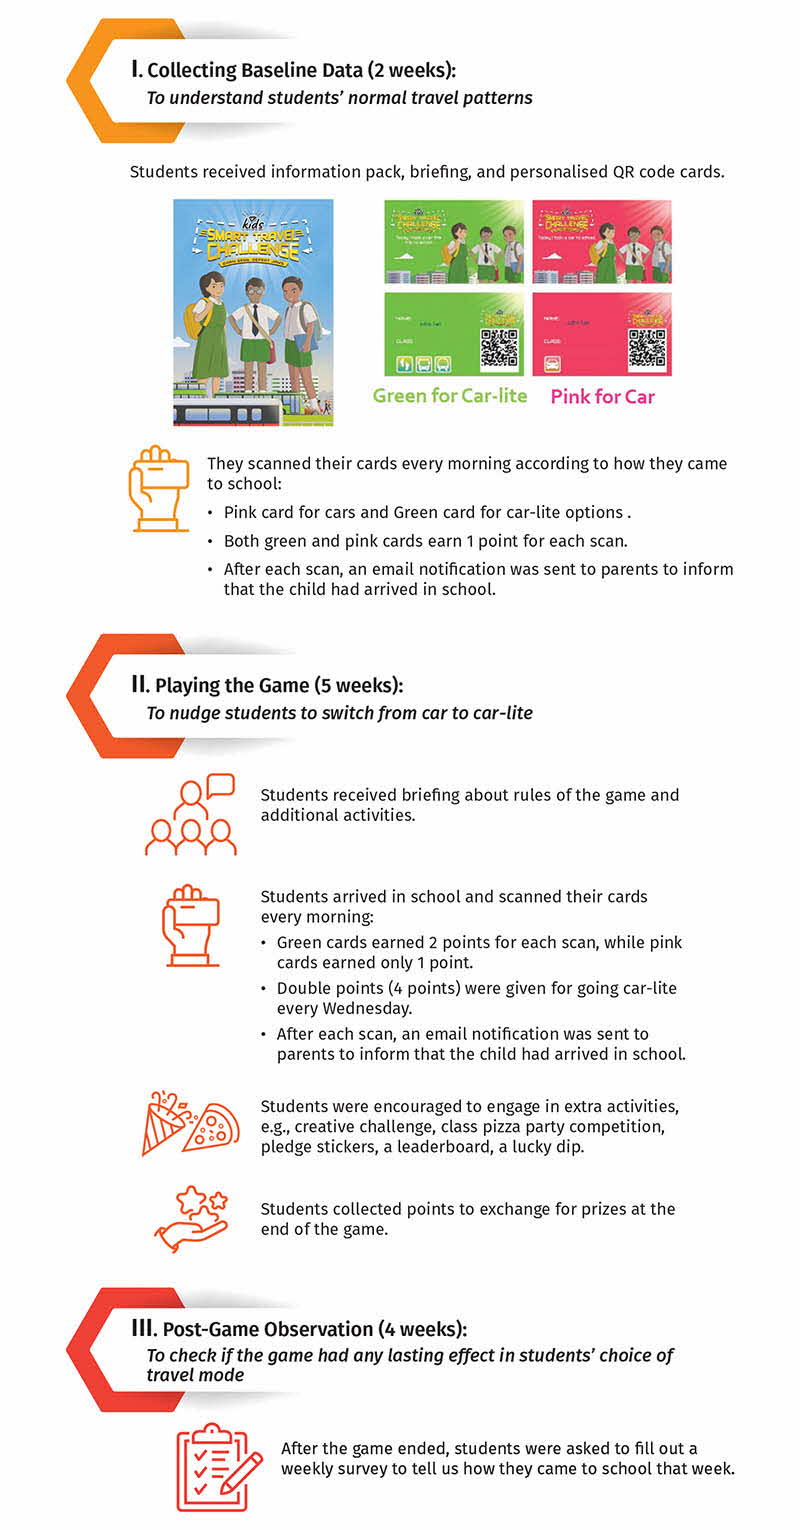 I. Collecting Baseline Data (2 weeks):
To understand students’ normal travel patterns
Students received information pack, briefing, and personalised QR code cards.
kids
SMART TRAVEL
CHALLENGE
SMART TRAVEL
CHALLENGE
SMART TRAVEL
CHALLENGE
NAME:
CLASS:
NAME:
CLASS:
Green for Car-lite
Pink for Car
They scanned their cards every morning according to how they came
to school:
• Pink card for cars and Green card for car-lite options .
• Both green and pink cards earn 1 point for each scan.
• After each scan, an email notification was sent to parents to inform
that the child had arrived in school.
II. Playing the Game (5 weeks):
To nudge students to switch from car to car-lite
Students received briefing about rules of the game and
additional activities.
Students arrived in school and scanned their cards
every morning:
• Green cards earned 2 points for each scan, while pink
cards earned only 1 point.
• Double points (4 points) were given for going car-lite
every Wednesday.
• After each scan, an email notification was sent to
parents to inform that the child had arrived in school.
Students were encouraged to engage in extra activities,
e.g., creative challenge, class pizza party competition,
pledge stickers, a leaderboard, a lucky dip.
Students collected points to exchange for prizes at the
end of the game.
III. Post-Game Observation (4 weeks):
To check if the game had any lasting effect in students’ choice of
travel mode
After the game ended, students were asked to fill out a
weekly survey to tell us how they came to school that week.